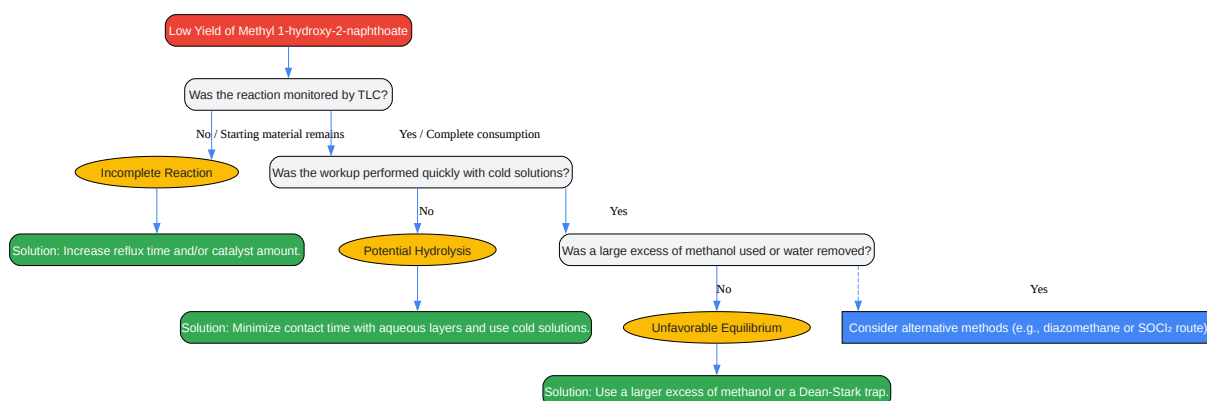 Low Yield of Methyl 1-hydroxy-2-naphthoate
Was the reaction monitored by TLC?
No / Starting material remains
Yes / Complete consumption
Incomplete Reaction
Was the workup performed quickly with cold solutions?
No
Yes
Solution: Increase reflux time and/or catalyst amount.
Potential Hydrolysis
Was a large excess of methanol used or water removed?
No
Yes
Solution: Minimize contact time with aqueous layers and use cold solutions.
Unfavorable Equilibrium
Consider alternative methods (e.g., diazomethane or SOCl₂ route)
Solution: Use a larger excess of methanol or a Dean-Stark trap.